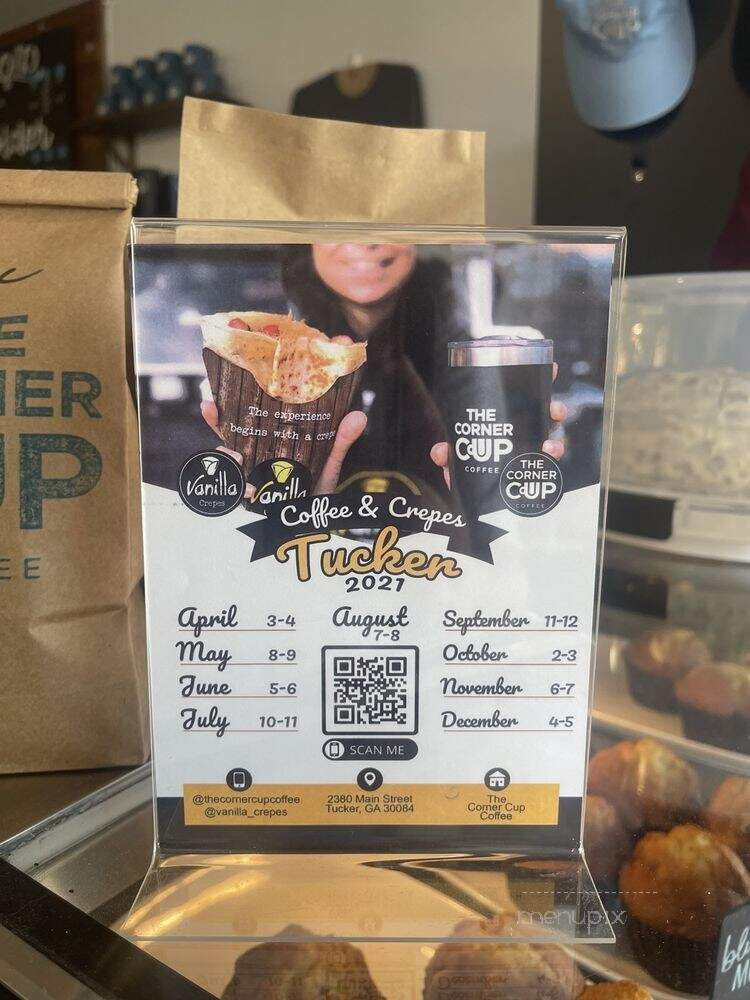 THE
CORNER
CUP
EE
The experience
begins with a crepe
THE
CORNER
CUP
COFFEE
Vanilla
Crepes
Vanilla
THE
CORNER
CUP
COFFEE
Coffee & Crepes
Tucker
2021
April 3-4
May 8-9
June 5-6
July 10-11
August
7-8
SCAN ME
September 11-12
October 2-3
November 6-7
December 4-5
@thecornercupcoffee
@vanilla_crepes
2380 Main Street
Tucker, GA 30084
The
Corner Cup
Coffee
menupix